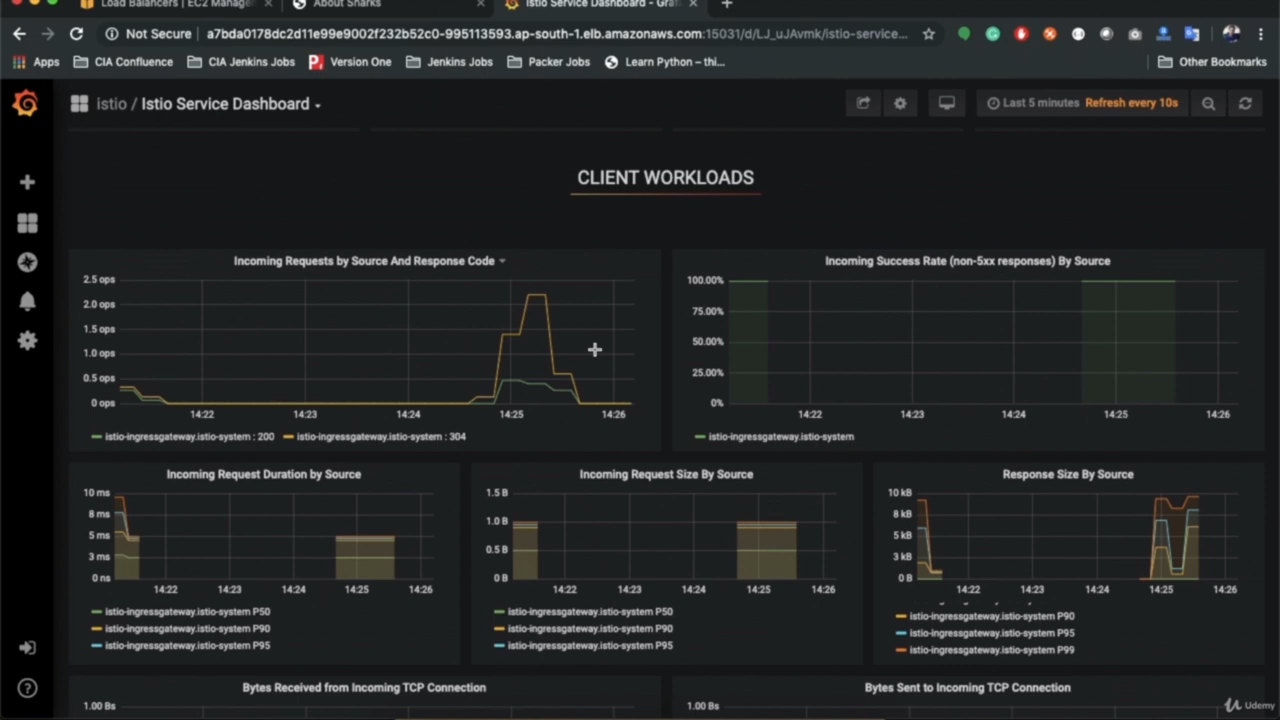 Load Balancers | EC2 Manage
About Sharks
Istio Service Dashboard - Graf
Not Secure
a7bda0178dc2d11e99e9002f232b52c0-995113593.ap-south-1.elb.amazonaws.com:15031/d/LJ_uJAvmk/istio-service...
Apps
CIA Confluence
CIA Jenkins Jobs
Version One
Jenkins Jobs
Packer Jobs
Learn Python – thi...
Other Bookmarks
istio / Istio Service Dashboard
Last 5 minutes Refresh every 10s
CLIENT WORKLOADS
Incoming Requests by Source And Response Code
2.5 ops
2.0 ops
1.5 ops
1.0 ops
0.5 ops
0 ops
14:22 14:23 14:24 14:25 14:26
istio-ingressgateway.istio-system : 200 istio-ingressgateway.istio-system : 304
Incoming Success Rate (non-5xx responses) By Source
100.00%
75.00%
50.00%
25.00%
0%
14:22 14:23 14:24 14:25 14:26
istio-ingressgateway.istio-system
Incoming Request Duration by Source
10 ms
8 ms
5 ms
3 ms
0 ns
14:22 14:23 14:24 14:25 14:26
istio-ingressgateway.istio-system P50
istio-ingressgateway.istio-system P90
istio-ingressgateway.istio-system P95
Incoming Request Size By Source
1.5 B
1.0 B
0.5 B
0 B
14:22 14:23 14:24 14:25 14:26
istio-ingressgateway.istio-system P50
istio-ingressgateway.istio-system P90
istio-ingressgateway.istio-system P95
Response Size By Source
10 kB
8 kB
5 kB
3 kB
0 B
14:22 14:23 14:24 14:25 14:26
istio-ingressgateway.istio-system P90
istio-ingressgateway.istio-system P95
istio-ingressgateway.istio-system P99
Bytes Received from Incoming TCP Connection
1.00 Bs
Bytes Sent to Incoming TCP Connection
1.00 Bs
Udemy